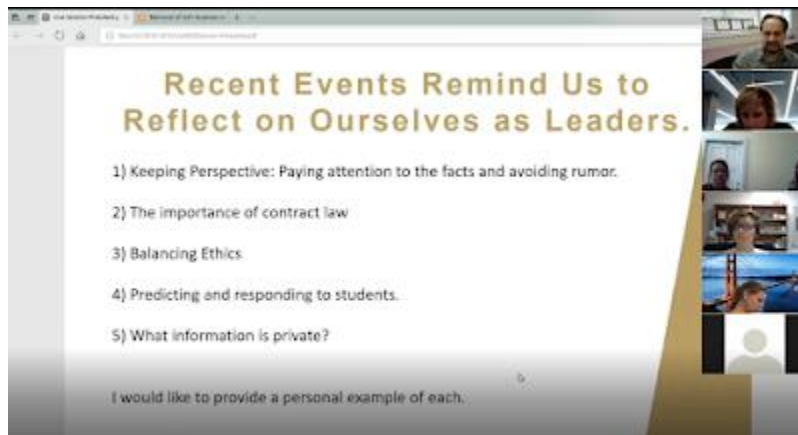 Recent Events Remind Us to
Reflect on Ourselves as Leaders.
1) Keeping Perspective: Paying attention to the facts and avoiding rumor.
2) The importance of contract law
3) Balancing Ethics
4) Predicting and responding to students.
5) What information is private?
I would like to provide a personal example of each.